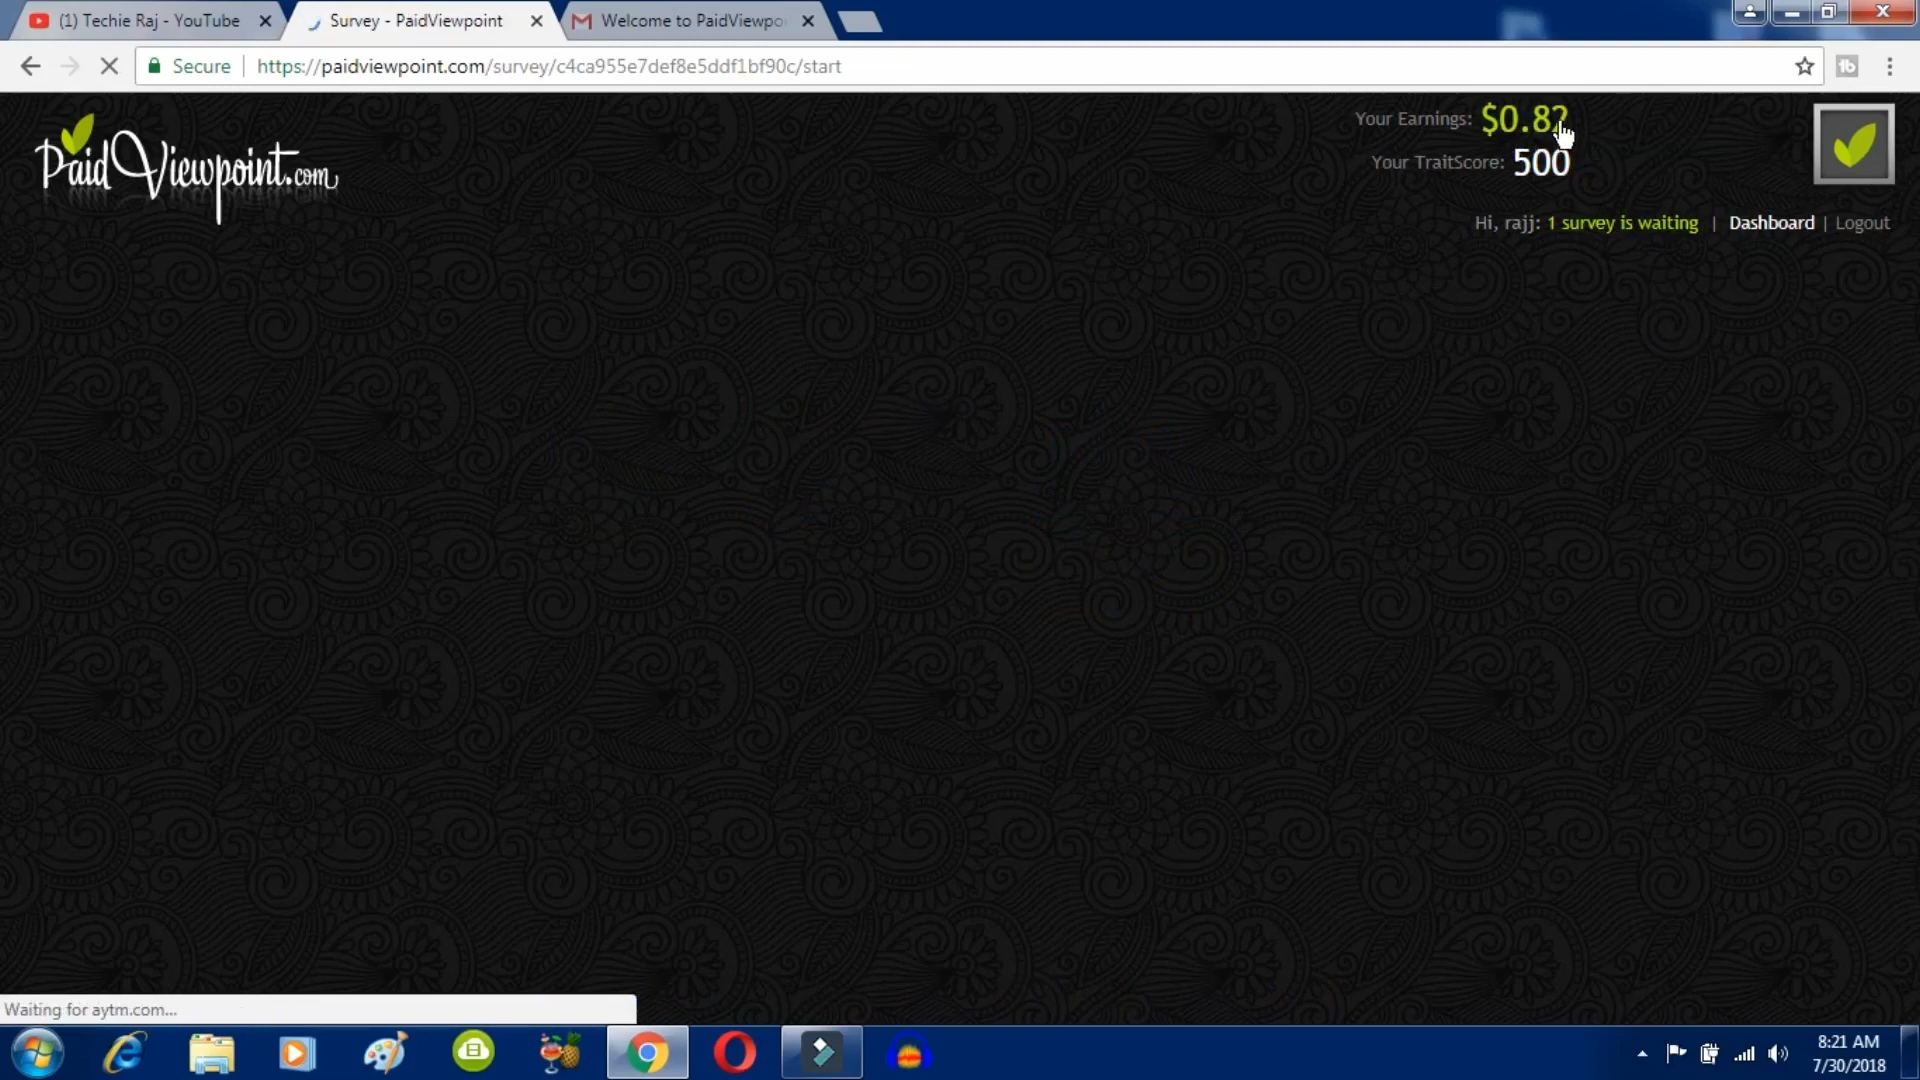 (1) Techie Raj - YouTube
Survey - PaidViewpoint
Welcome to PaidViewpo
Secure
https://paidviewpoint.com/survey/c4ca955e7def8e5ddf1bf90c/start
PaidViewpoint.com
Your Earnings: $0.82
Your TraitScore: 500
Hi, rajj: 1 survey is waiting | Dashboard | Logout
Waiting for aytm.com...
8:21 AM
7/30/2018